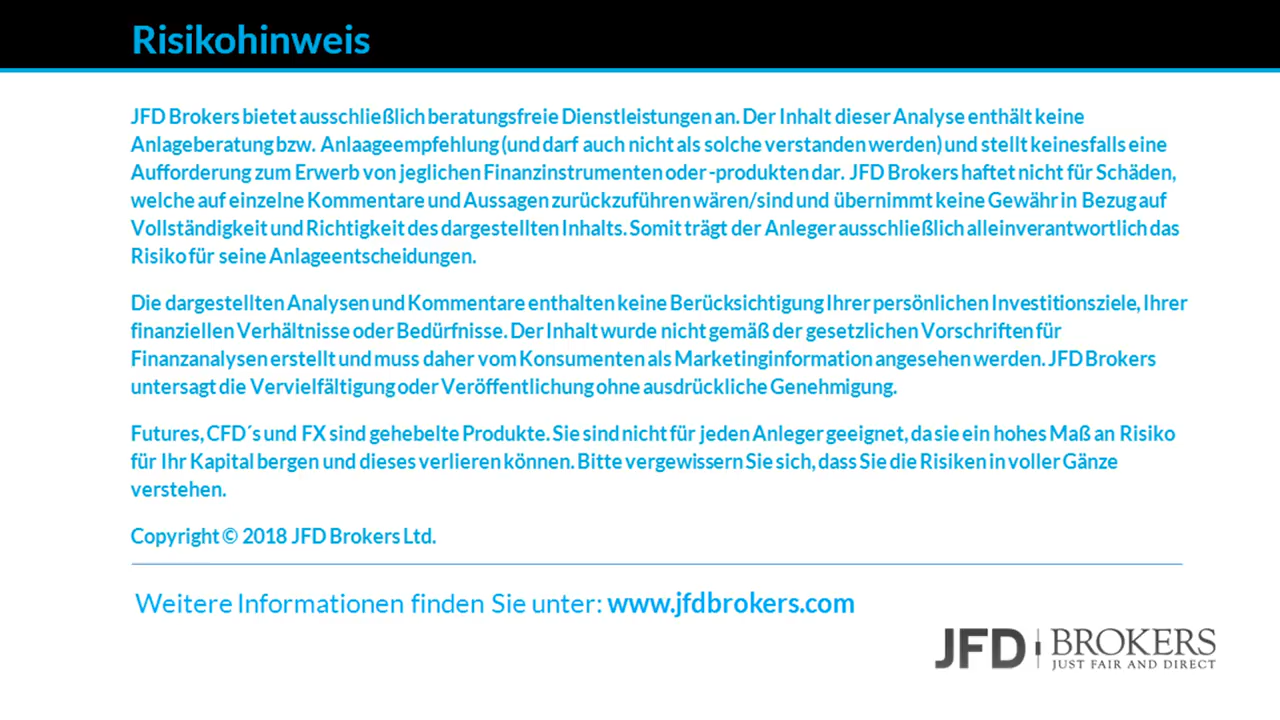 Risikohinweis
JFD Brokers bietet ausschließlich beratungsfreie Dienstleistungen an. Der Inhalt dieser Analyse enthält keine
Anlageberatung bzw. Anlaageempfehlung (und darf auch nicht als solche verstanden werden) und stellt keinesfalls eine
Aufforderung zum Erwerb von jeglichen Finanzinstrumenten oder -produkten dar. JFD Brokers haftet nicht für Schäden,
welche auf einzelne Kommentare und Aussagen zurückzuführen wären/sind und übernimmt keine Gewähr in Bezug auf
Vollständigkeit und Richtigkeit des dargestellten Inhalts. Somit trägt der Anleger ausschließlich alleinverantwortlich das
Risiko für seine Anlageentscheidungen.
Die dargestellten Analysen und Kommentare enthalten keine Berücksichtigung Ihrer persönlichen Investitionsziele, Ihrer
finanziellen Verhältnisse oder Bedürfnisse. Der Inhalt wurde nicht gemäß der gesetzlichen Vorschriften für
Finanzanalysen erstellt und muss daher vom Konsumenten als Marketinginformation angesehen werden. JFD Brokers
untersagt die Vervielfältigung oder Veröffentlichung ohne ausdrückliche Genehmigung.
Futures, CFD´s und FX sind gehebelte Produkte. Sie sind nicht für jeden Anleger geeignet, da sie ein hohes Maß an Risiko
für Ihr Kapital bergen und dieses verlieren können. Bitte vergewissern Sie sich, dass Sie die Risiken in voller Gänze
verstehen.
Copyright © 2018 JFD Brokers Ltd.
Weitere Informationen finden Sie unter: www.jfdbrokers.com
JFD BROKERS
JUST FAIR AND DIRECT